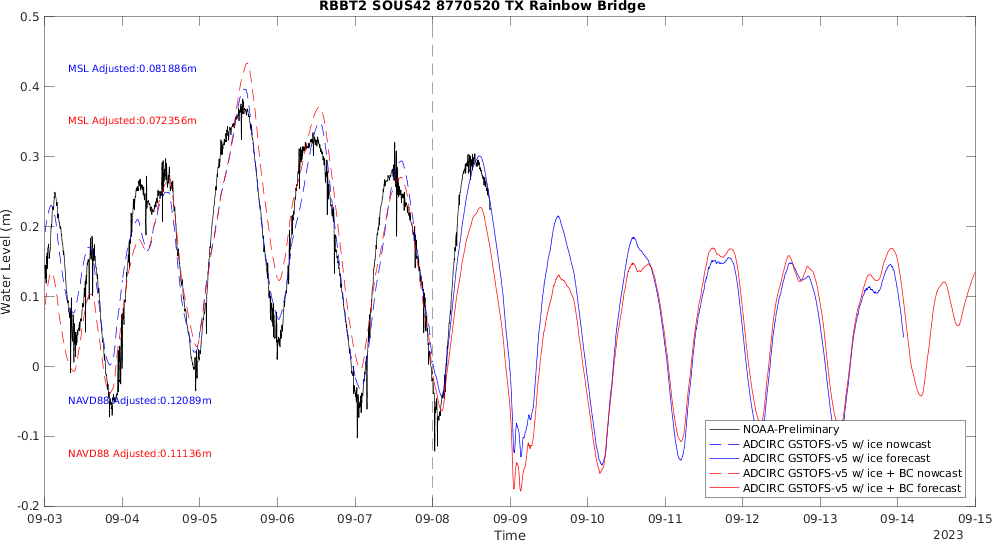 RBBT2 SOUS42 8770520 TX Rainbow Bridge
0.5
0.4
0.3
0.2
0.1
0
-0.1
-0.2
Water Level (m)
MSL Adjusted:0.081886m
MSL Adjusted:0.072356m
NAVD88 Adjusted:0.12089m
NAVD88 Adjusted:0.11136m
NOAA-Preliminary
ADCIRC GSTOFS-v5 w/ ice nowcast
ADCIRC GSTOFS-v5 w/ ice forecast
ADCIRC GSTOFS-v5 w/ ice + BC nowcast
ADCIRC GSTOFS-v5 w/ ice + BC forecast
09-03 09-04 09-05 09-06 09-07 09-08 09-09 09-10 09-11 09-12 09-13 09-14 09-15
Time
2023